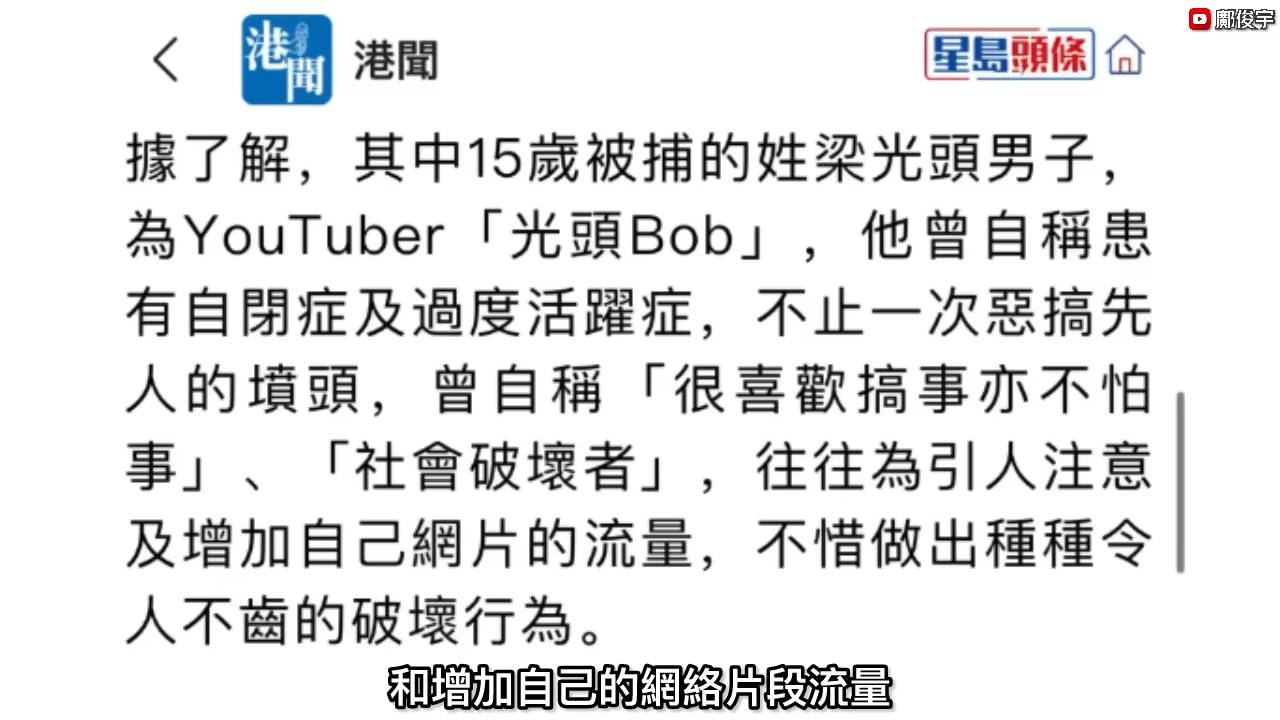 鄺俊宇
港聞
港聞
星島頭條
據了解，其中15歲被捕的姓梁光頭男子，
為YouTuber「光頭Bob」，他曾自稱患
有自閉症及過度活躍症，不止一次惡搞先
人的墳頭，曾自稱「很喜歡搞事亦不怕
事」、「社會破壞者」，往往為引人注意
及增加自己網片的流量，不惜做出種種令
人不齒的破壞行為。
和增加自己的網絡片段流量